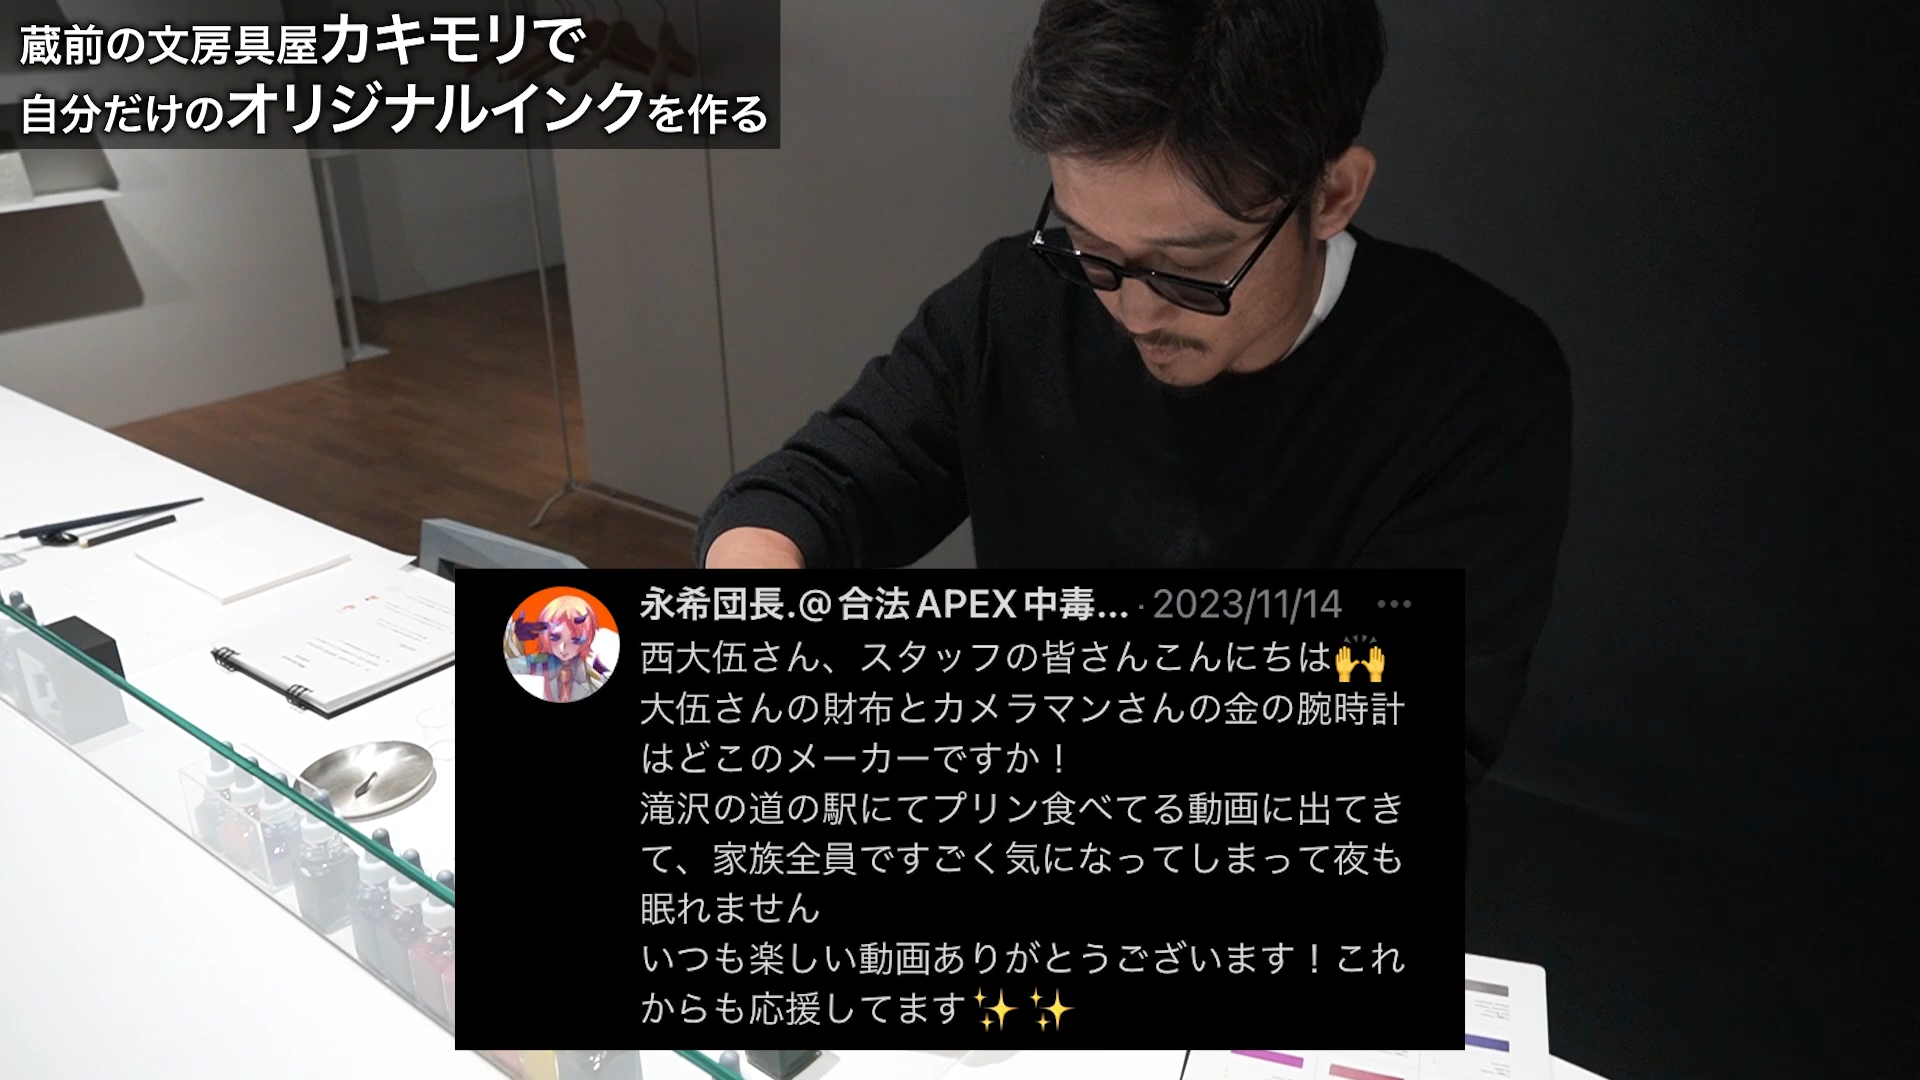 蔵前の文房具屋カキモリで
自分だけのオリジナルインクを作る
永希団長.@合法APEX中毒... · 2023/11/14 ···
西大伍さん、スタッフの皆さんこんにちは🙌
大伍さんの財布とカメラマンさんの金の腕時計
はどこのメーカーですか！
滝沢の道の駅にてプリン食べてる動画に出てき
て、家族全員ですごく気になってしまって夜も
眠れません
いつも楽しい動画ありがとうございます！これ
からも応援してます✨✨